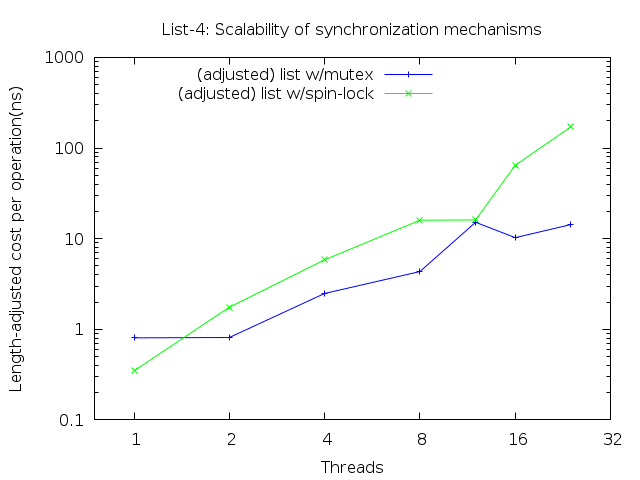 List-4: Scalability of synchronization mechanisms
1000
100
10
1
0.1
Length-adjusted cost per operation(ns)
(adjusted) list w/mutex
(adjusted) list w/spin-lock
1 2 4 8 16 32
Threads